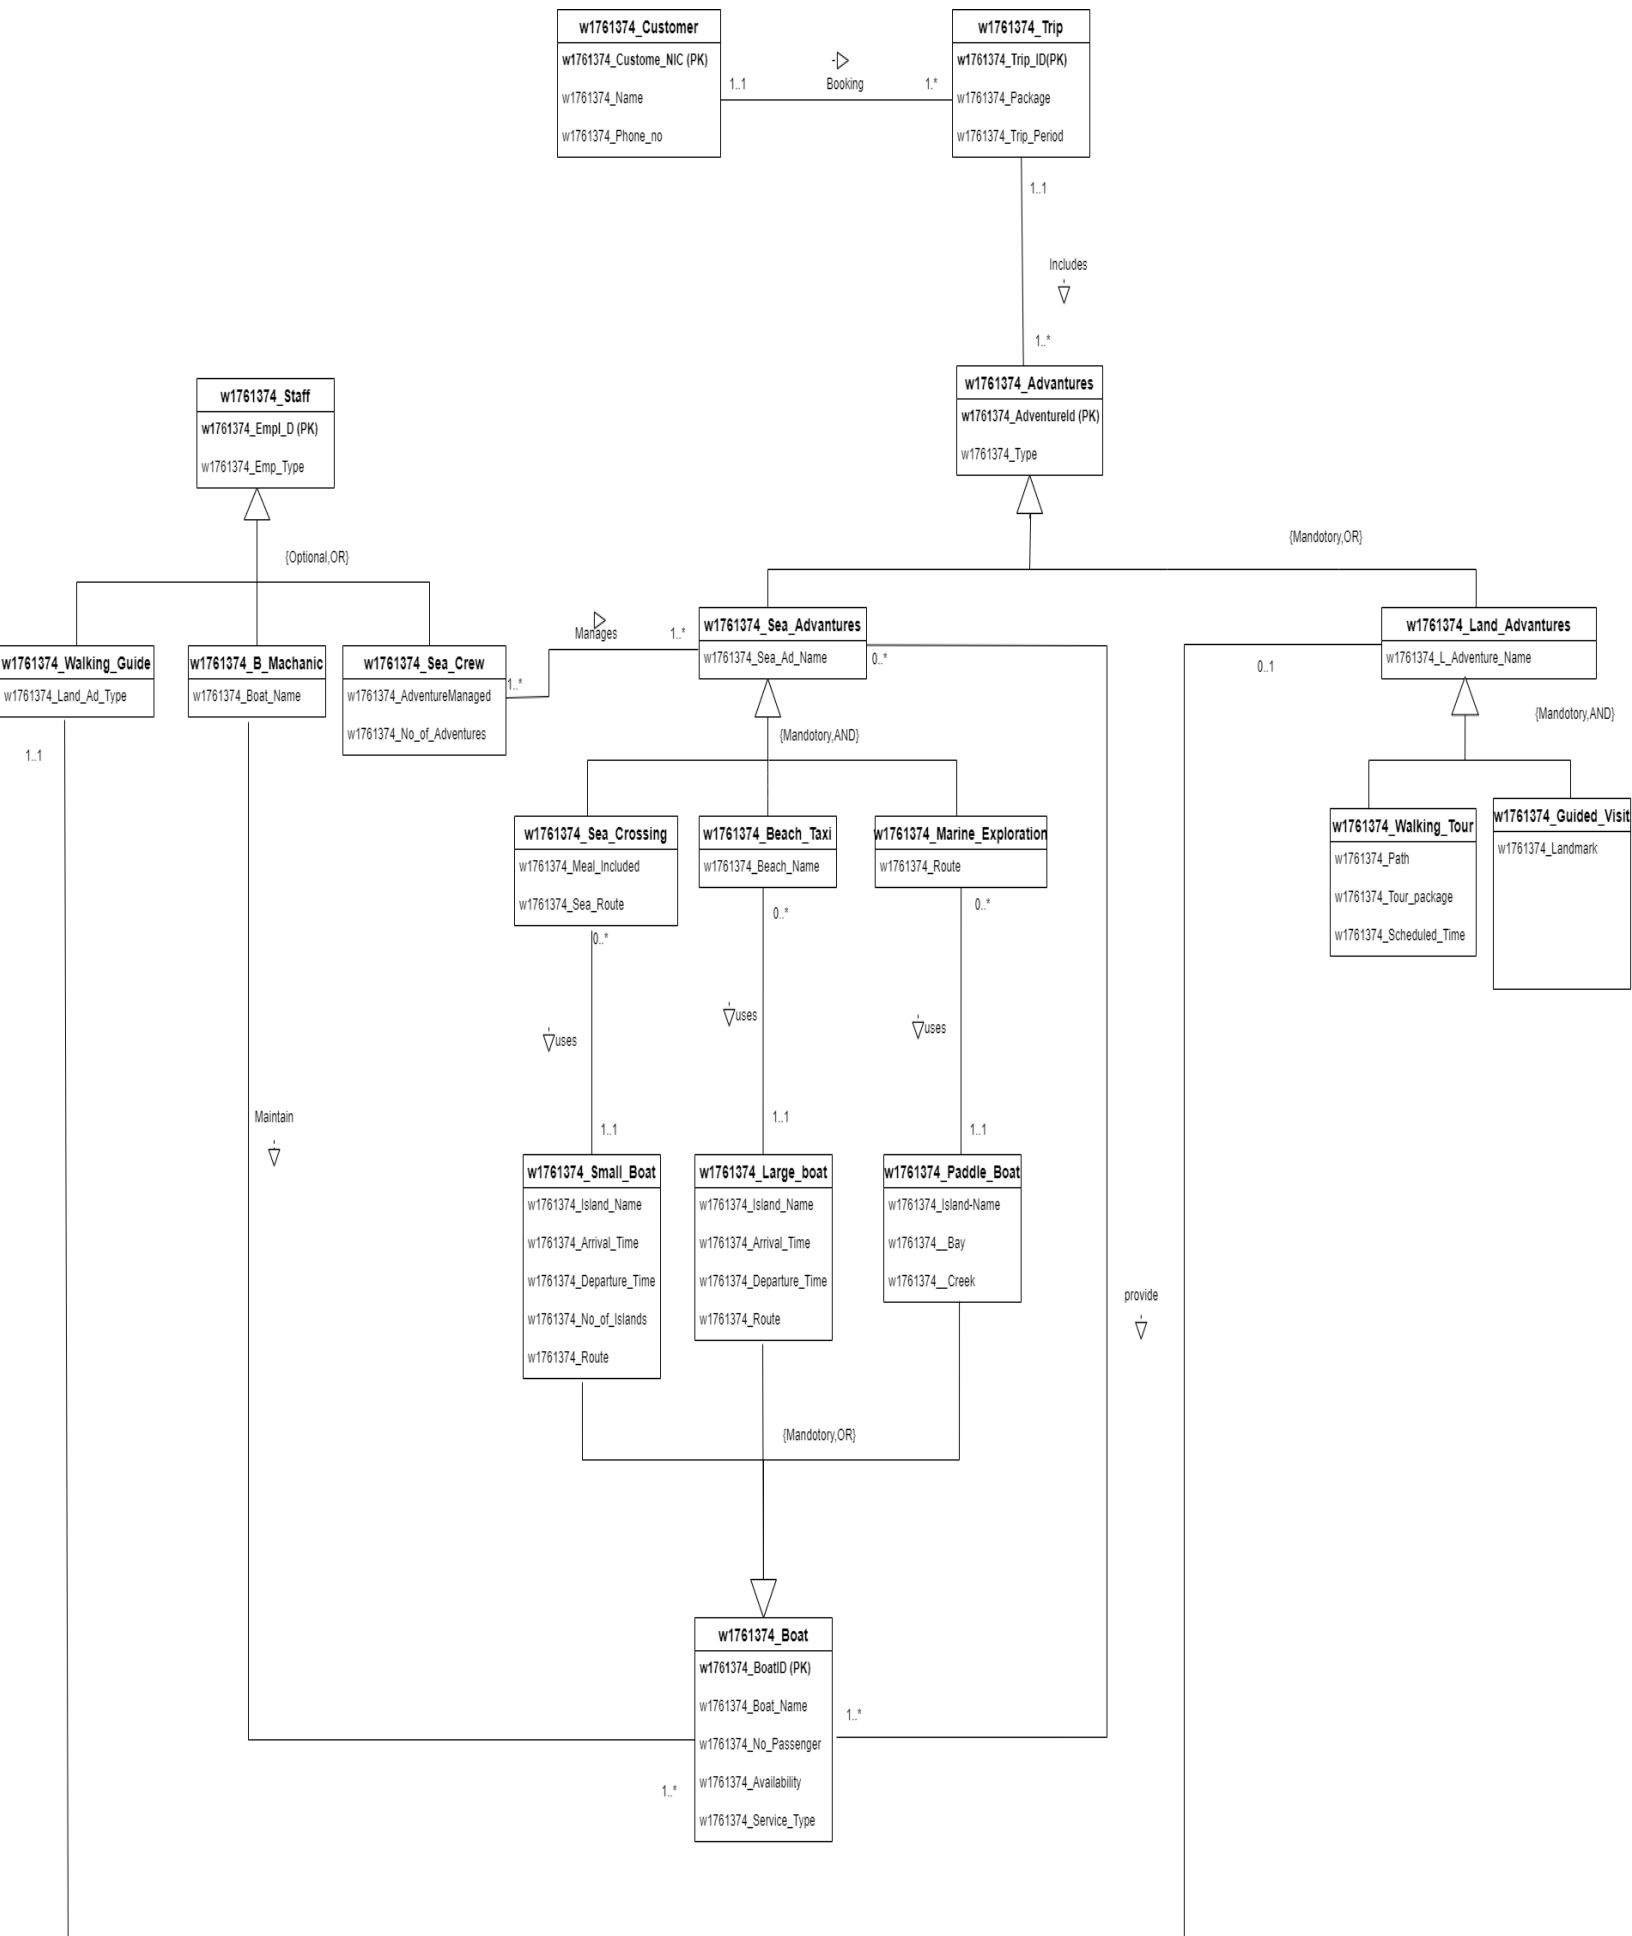 w1761374_Customer
w1761374_Custome_NIC (PK)
w1761374_Name
w1761374_Phone_no
1..1
Booking
1.*
w1761374_Trip
w1761374_Trip_ID(PK)
w1761374_Package
w1761374_Trip_Period
1..1
Includes
1..*
w1761374_Advantures
w1761374_AdventureId (PK)
w1761374_Type
{Mandotory,OR}
w1761374_Staff
w1761374_Empl_D (PK)
w1761374_Emp_Type
{Optional,OR}
w1761374_Walking_Guide
w1761374_Land_Ad_Type
1..1
w1761374_B_Machanic
w1761374_Boat_Name
w1761374_Sea_Crew
w1761374_AdventureManaged
w1761374_No_of_Adventures
1..*
Manages
1..*
w1761374_Sea_Advantures
w1761374_Sea_Ad_Name
0..*
{Mandotory,AND}
w1761374_Land_Advantures
w1761374_L_Adventure_Name
0..1
{Mandotory,AND}
w1761374_Sea_Crossing
w1761374_Meal_Included
w1761374_Sea_Route
0..*
w1761374_Beach_Taxi
w1761374_Beach_Name
0..*
w1761374_Marine_Exploration
w1761374_Route
0..*
w1761374_Walking_Tour
w1761374_Path
w1761374_Tour_package
w1761374_Scheduled_Time
w1761374_Guided_Visit
w1761374_Landmark
uses
uses
uses
Maintain
1..1
1..1
1..1
w1761374_Small_Boat
w1761374_Island_Name
w1761374_Arrival_Time
w1761374_Departure_Time
w1761374_No_of_Islands
w1761374_Route
w1761374_Large_boat
w1761374_Island_Name
w1761374_Arrival_Time
w1761374_Departure_Time
w1761374_Route
w1761374_Paddle_Boat
w1761374_Island-Name
w1761374__Bay
w1761374__Creek
provide
{Mandotory,OR}
w1761374_Boat
w1761374_BoatID (PK)
w1761374_Boat_Name
w1761374_No_Passenger
w1761374_Availability
w1761374_Service_Type
1..*
1..*